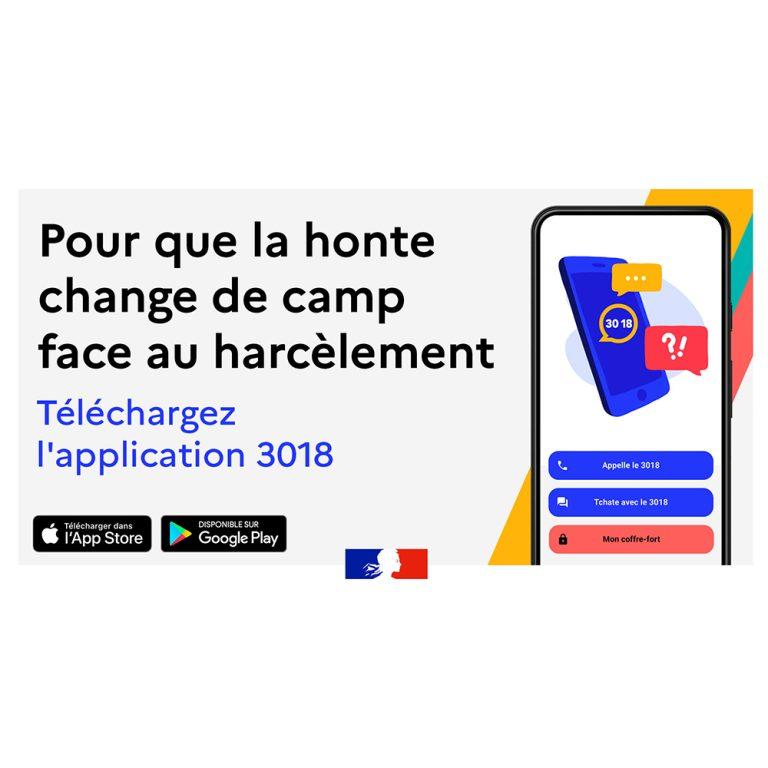 Pour que la honte
change de camp
face au harcèlement
Téléchargez
l'application 3018
Télécharger dans
l'App Store
DISPONIBLE SUR
Google Play
30 18
?!
Appelle le 3018
Tchate avec le 3018
Mon coffre-fort